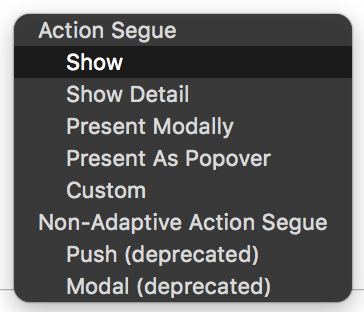 Action Segue
Show
Show Detail
Present Modally
Present As Popover
Custom
Non-Adaptive Action Segue
Push (deprecated)
Modal (deprecated)